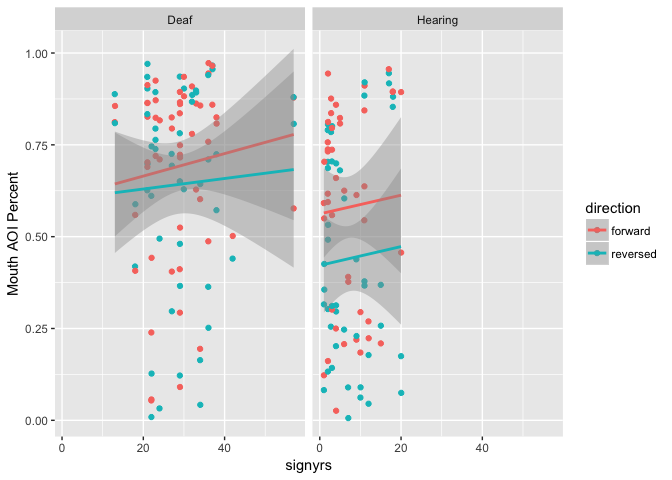 Deaf
Hearing
1.00
0.75
0.50
0.25
0.00
Mouth AOI Percent
0
20
40
0
20
40
signyrs
direction
forward
reversed